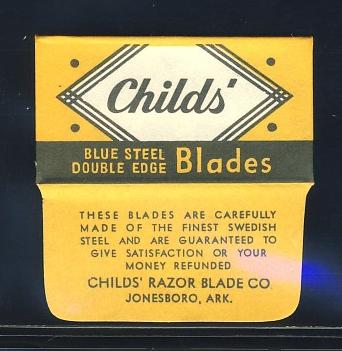 Childs'
BLUE STEEL
DOUBLE EDGE Blades
THESE BLADES ARE CAREFULLY
MADE OF THE FINEST SWEDISH
STEEL AND ARE GUARANTEED TO
GIVE SATISFACTION OR YOUR
MONEY REFUNDED
CHILDS' RAZOR BLADE CO.
JONESBORO, ARK.